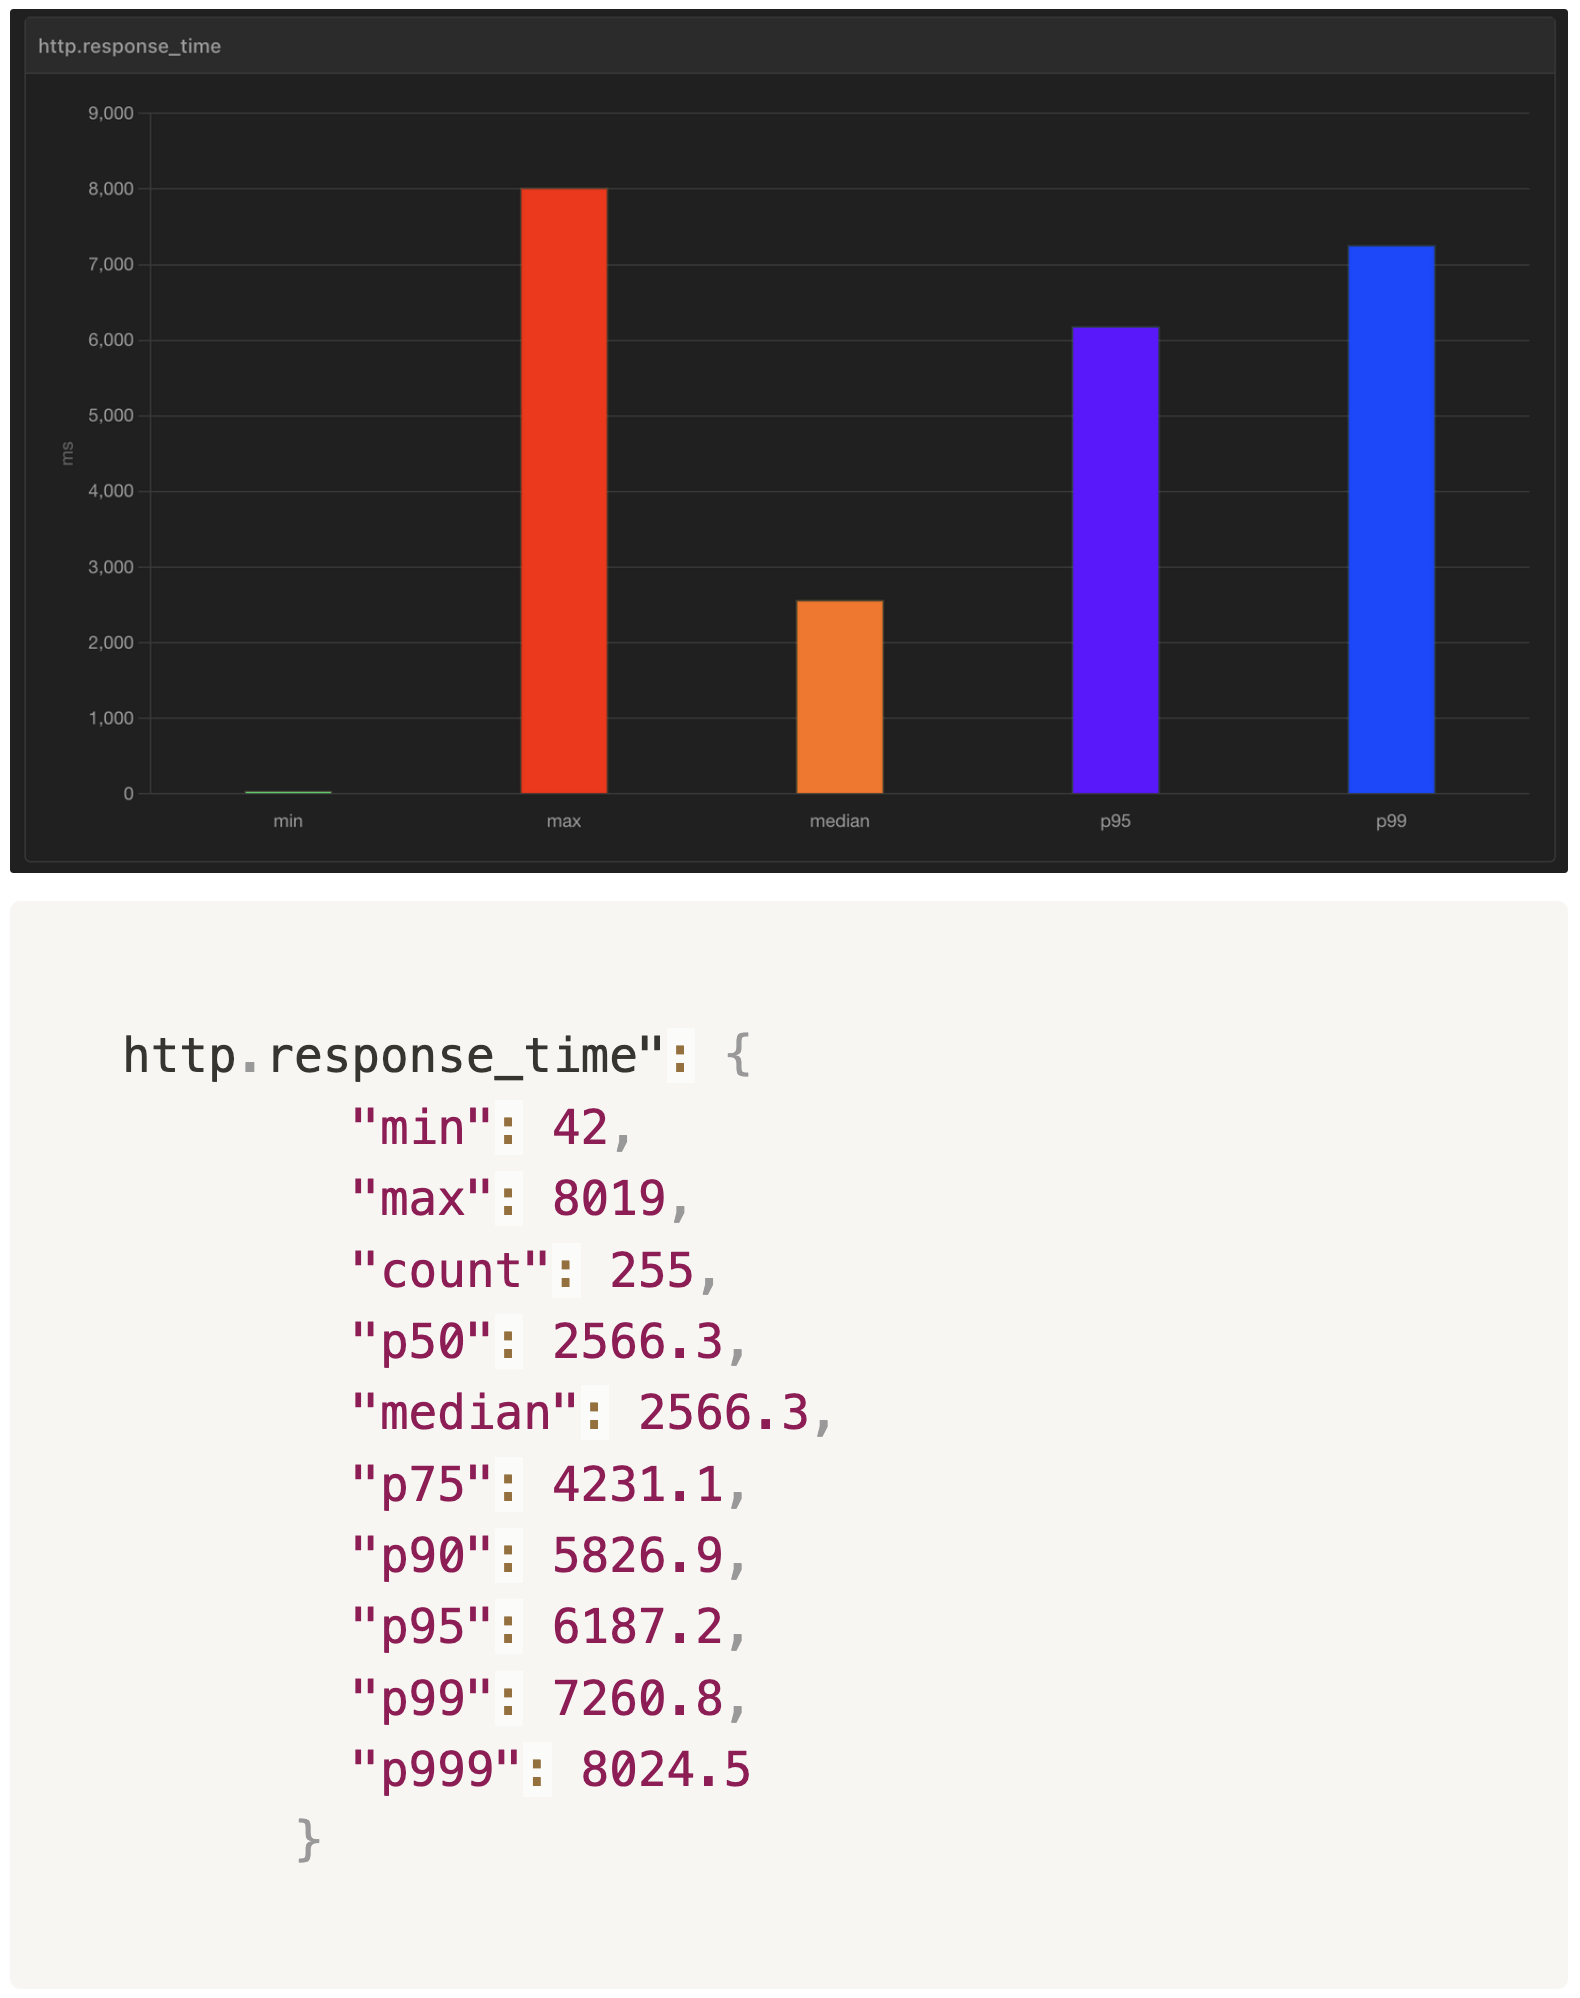 http.response_time
9,000
8,000
7,000
6,000
5,000
4,000
3,000
2,000
1,000
0
ms
min max median p95 p99
http.response_time": {
"min": 42,
"max": 8019,
"count": 255,
"p50": 2566.3,
"median": 2566.3,
"p75": 4231.1,
"p90": 5826.9,
"p95": 6187.2,
"p99": 7260.8,
"p999": 8024.5
}